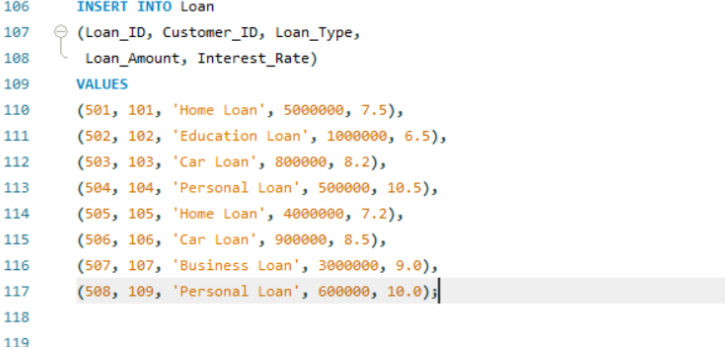 106 INSERT INTO Loan
107 (Loan_ID, Customer_ID, Loan_Type,
108 Loan_Amount, Interest_Rate)
109 VALUES
110 (501, 101, 'Home Loan', 5000000, 7.5),
111 (502, 102, 'Education Loan', 1000000, 6.5),
112 (503, 103, 'Car Loan', 800000, 8.2),
113 (504, 104, 'Personal Loan', 500000, 10.5),
114 (505, 105, 'Home Loan', 4000000, 7.2),
115 (506, 106, 'Car Loan', 900000, 8.5),
116 (507, 107, 'Business Loan', 3000000, 9.0),
117 (508, 109, 'Personal Loan', 600000, 10.0);
118
119